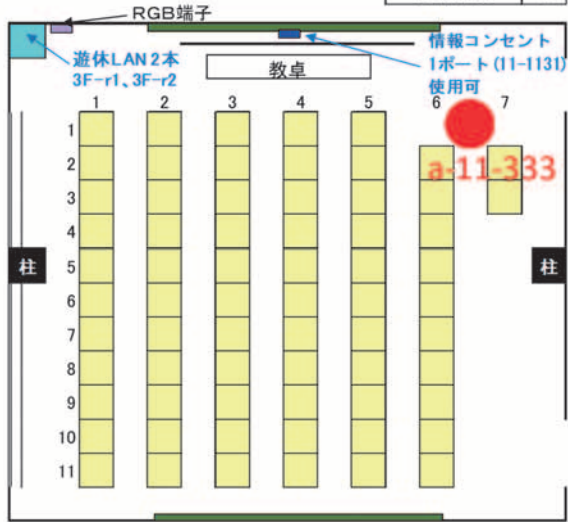 RGB端子
遊休LAN2本
3F-r1、3F-r2
情報コンセント
1ポート(11-1131)
使用可
教卓
1 2 3 4 5 6 7
a-11-333
1
2
3
4
5
6
7
8
9
10
11
柱
柱